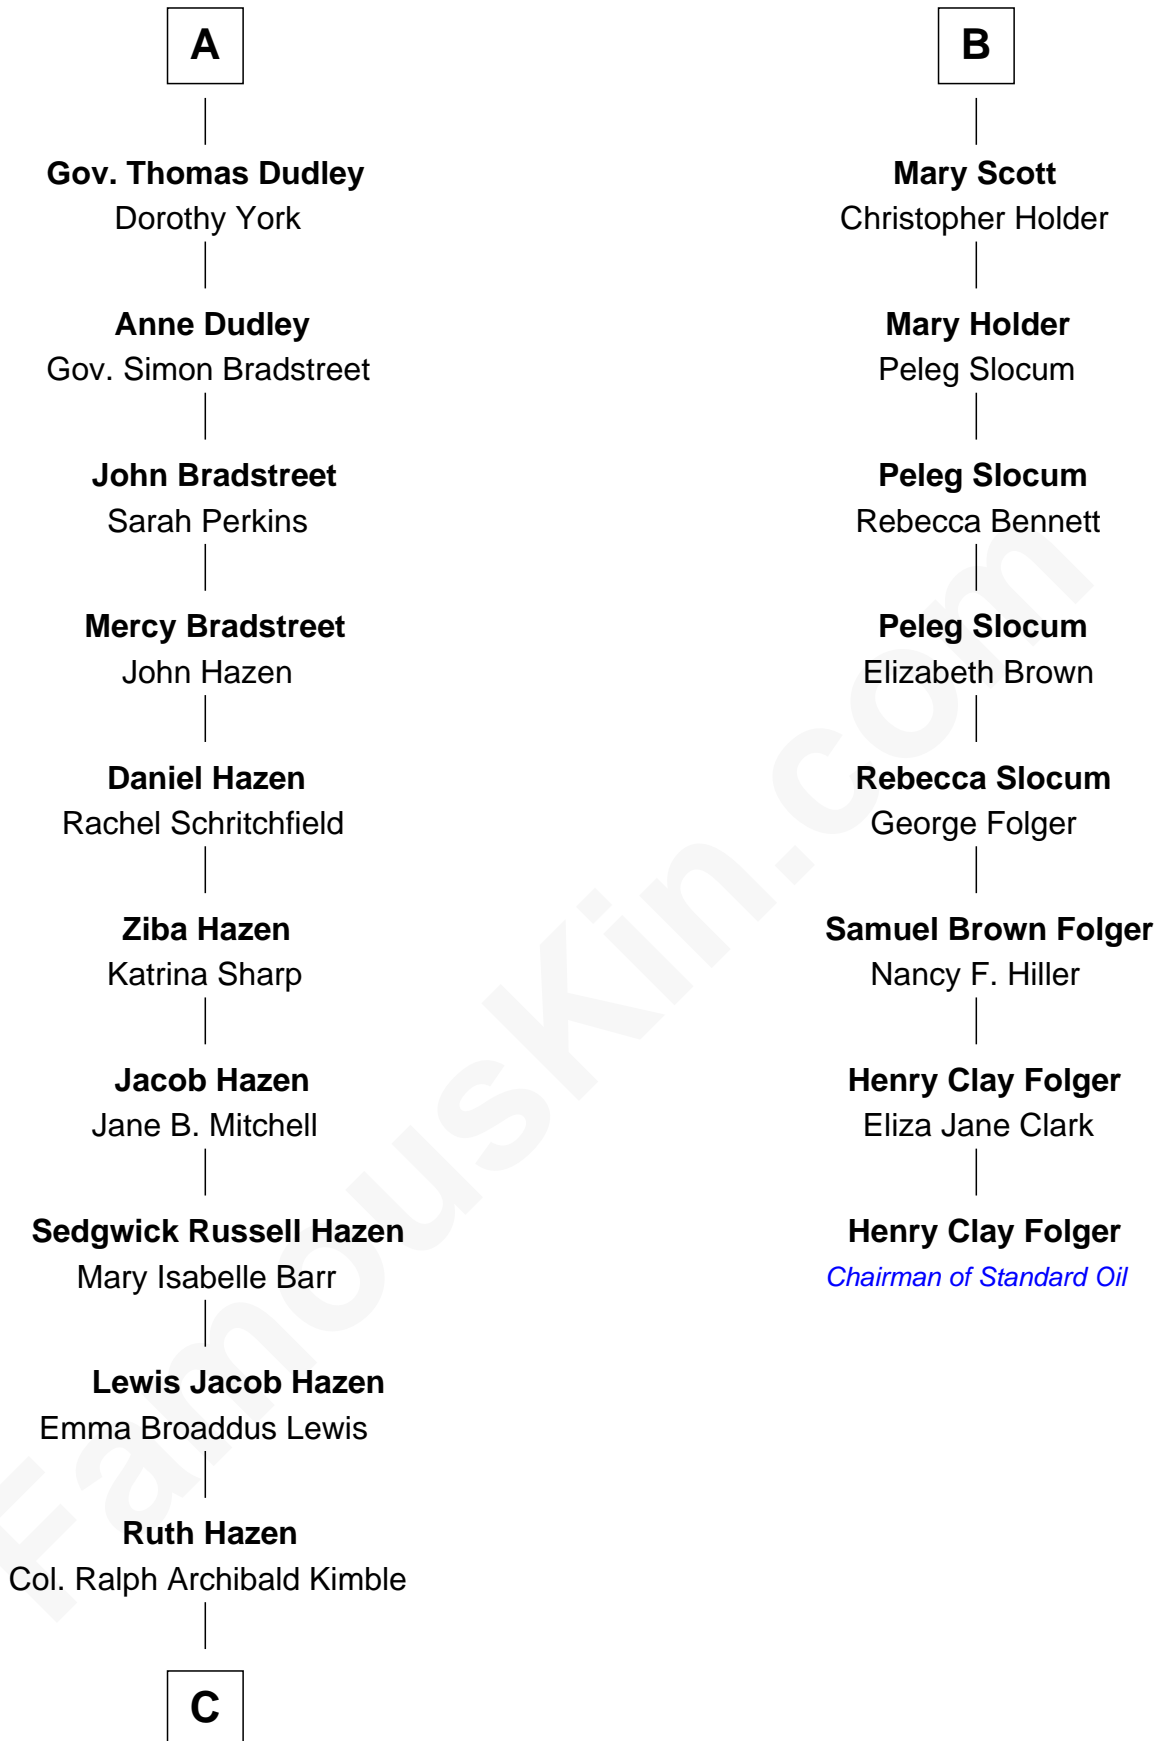 A
Gov. Thomas Dudley
Dorothy York
Anne Dudley
Gov. Simon Bradstreet
John Bradstreet
Sarah Perkins
Mercy Bradstreet
John Hazen
Daniel Hazen
Rachel Schritchfield
Ziba Hazen
Katrina Sharp
Jacob Hazen
Jane B. Mitchell
Sedgwick Russell Hazen
Mary Isabelle Barr
Lewis Jacob Hazen
Emma Broaddus Lewis
Ruth Hazen
Col. Ralph Archibald Kimble
C
B
Mary Scott
Christopher Holder
Mary Holder
Peleg Slocum
Peleg Slocum
Rebecca Bennett
Peleg Slocum
Elizabeth Brown
Rebecca Slocum
George Folger
Samuel Brown Folger
Nancy F. Hiller
Henry Clay Folger
Eliza Jane Clark
Henry Clay Folger
Chairman of Standard Oil
FamousKin.com